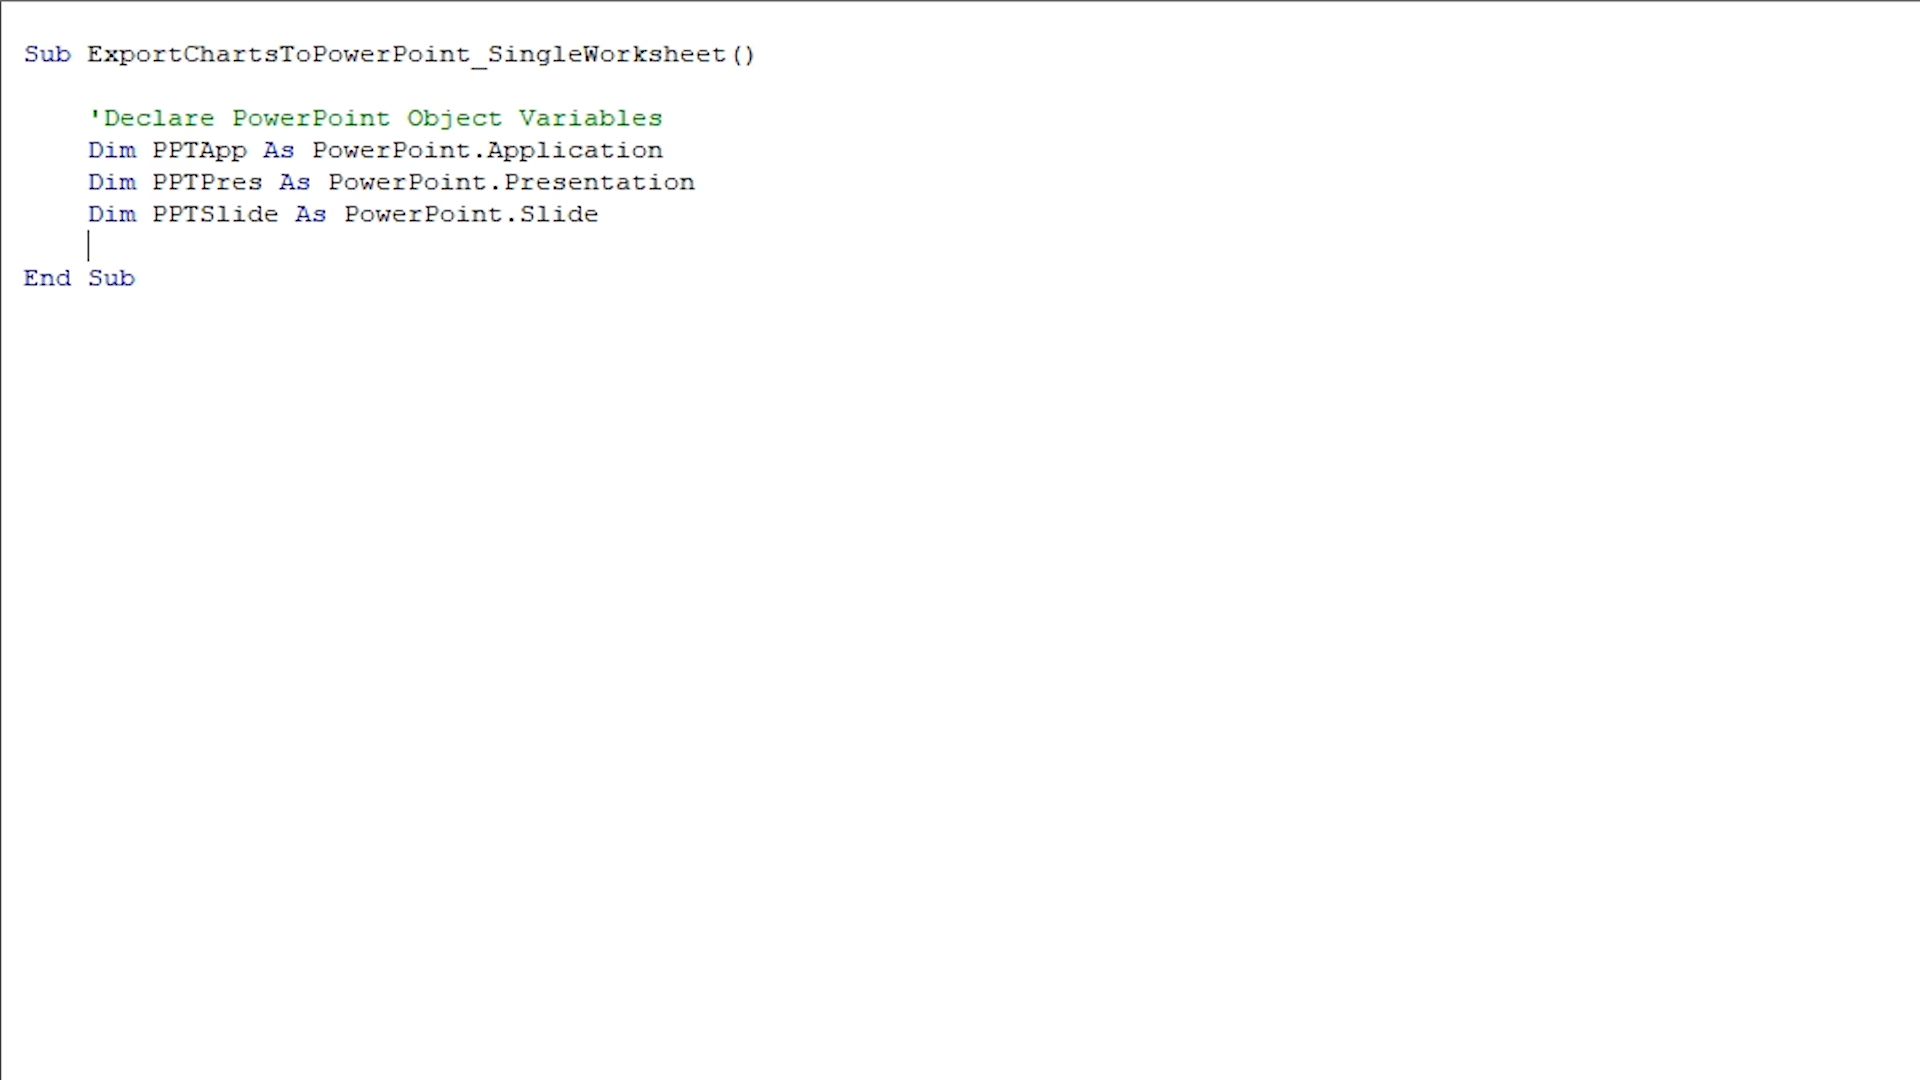 Sub ExportChartsToPowerPoint_SingleWorksheet()
'Declare PowerPoint Object Variables
Dim PPTApp As PowerPoint.Application
Dim PPTPres As PowerPoint.Presentation
Dim PPTSlide As PowerPoint.Slide
End Sub